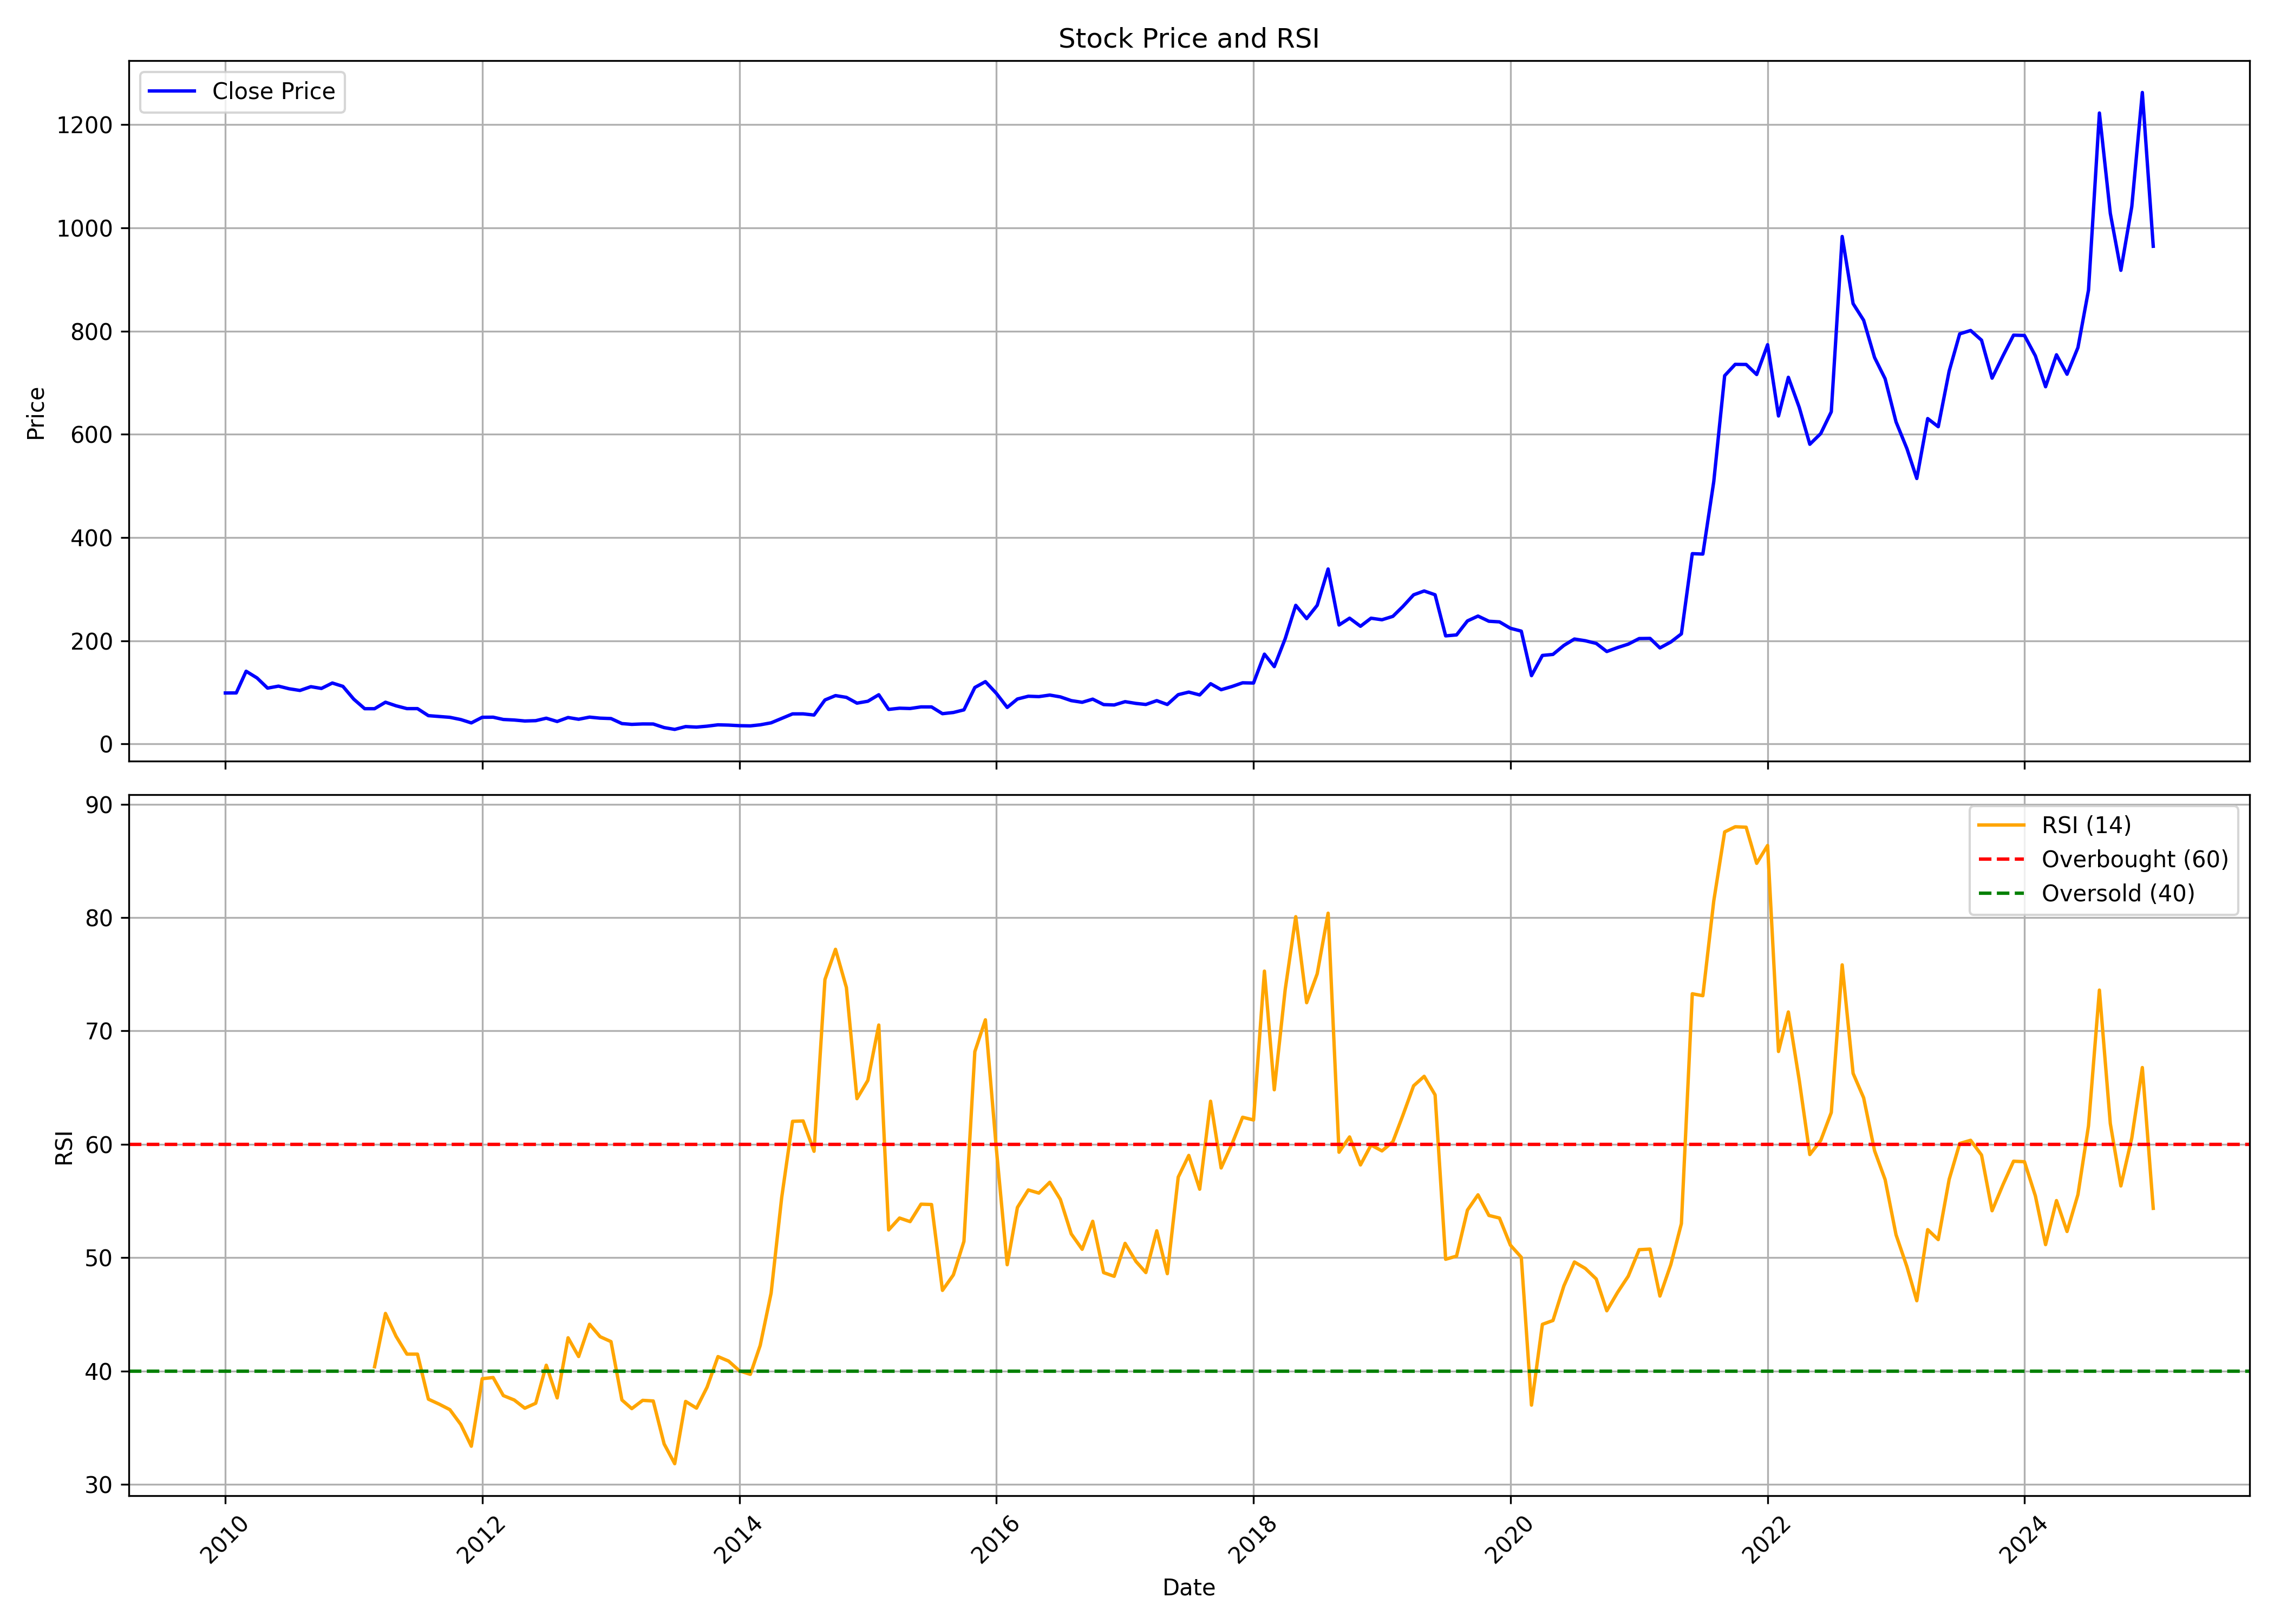 Stock Price and RSI
Close Price
1200
1000
800
600
400
200
0
Price
90
80
70
60
50
40
30
RSI
RSI (14)
Overbought (60)
Oversold (40)
2010
2012
2014
2016
2018
2020
2022
2024
Date